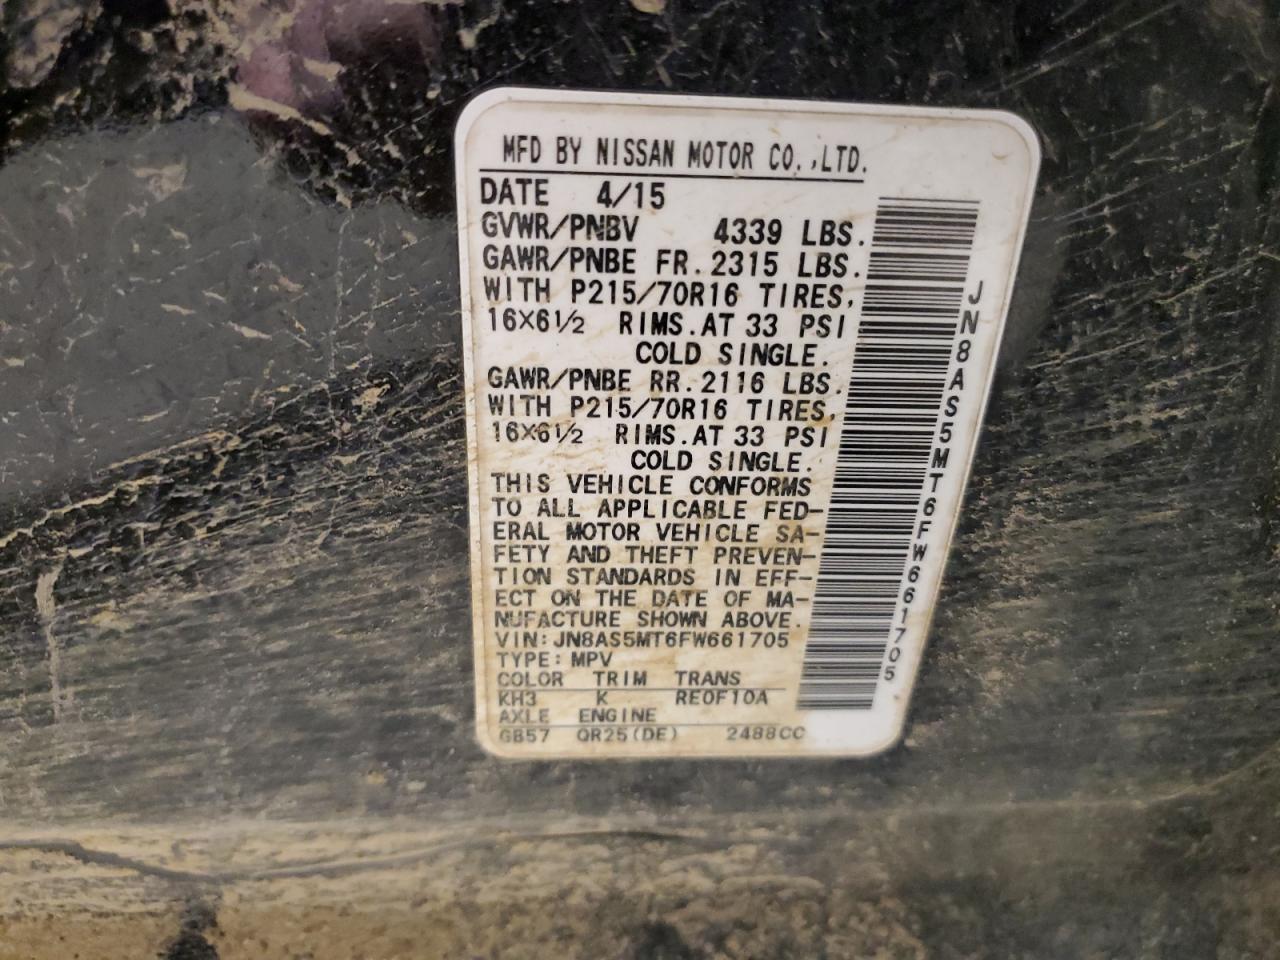 MFD BY NISSAN MOTOR CO.,LTD.
DATE 4/15
GVWR/PNBV 4339 LBS.
GAWR/PNBE FR.2315 LBS.
WITH P215/70R16 TIRES,
16×6½ RIMS.AT 33 PSI
COLD SINGLE.
GAWR/PNBE RR.2116 LBS.
WITH P215/70R16 TIRES,
16×6½ RIMS.AT 33 PSI
COLD SINGLE.
THIS VEHICLE CONFORMS
TO ALL APPLICABLE FED-
ERAL MOTOR VEHICLE SA-
FETY AND THEFT PREVEN-
TION STANDARDS IN EFF-
ECT ON THE DATE OF MA-
NUFACTURE SHOWN ABOVE.
VIN:JN8AS5MT6FW661705
TYPE:MPV
COLOR TRIM TRANS
KH3 K RE0F10A
AXLE ENGINE
GB57 QR25(DE) 2488CC
JN8AS5MT6FW661705